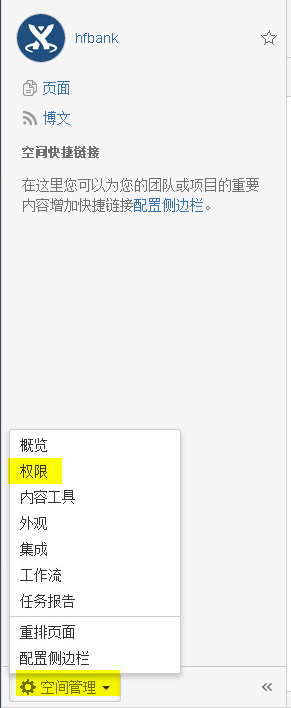 hfbank
页面
博文
空间快捷链接
在这里您可以为您的团队或项目的重要
内容增加快捷链接配置侧边栏。
概览
权限
内容工具
外观
集成
工作流
任务报告
重排页面
配置侧边栏
空间管理